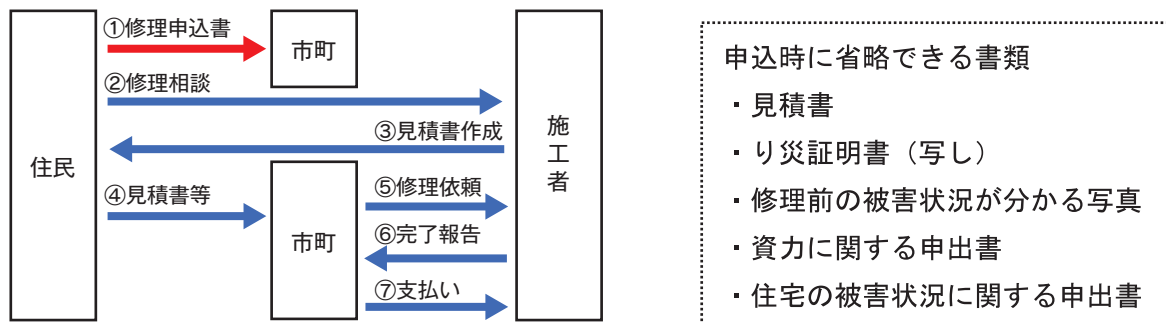 ①修理申込書
市町
②修理相談
③見積書作成
住民
施工者
④見積書等
市町
⑤修理依頼
⑥完了報告
⑦支払い
申込時に省略できる書類
・見積書
・り災証明書（写し）
・修理前の被害状況が分かる写真
・資力に関する申出書
・住宅の被害状況に関する申出書